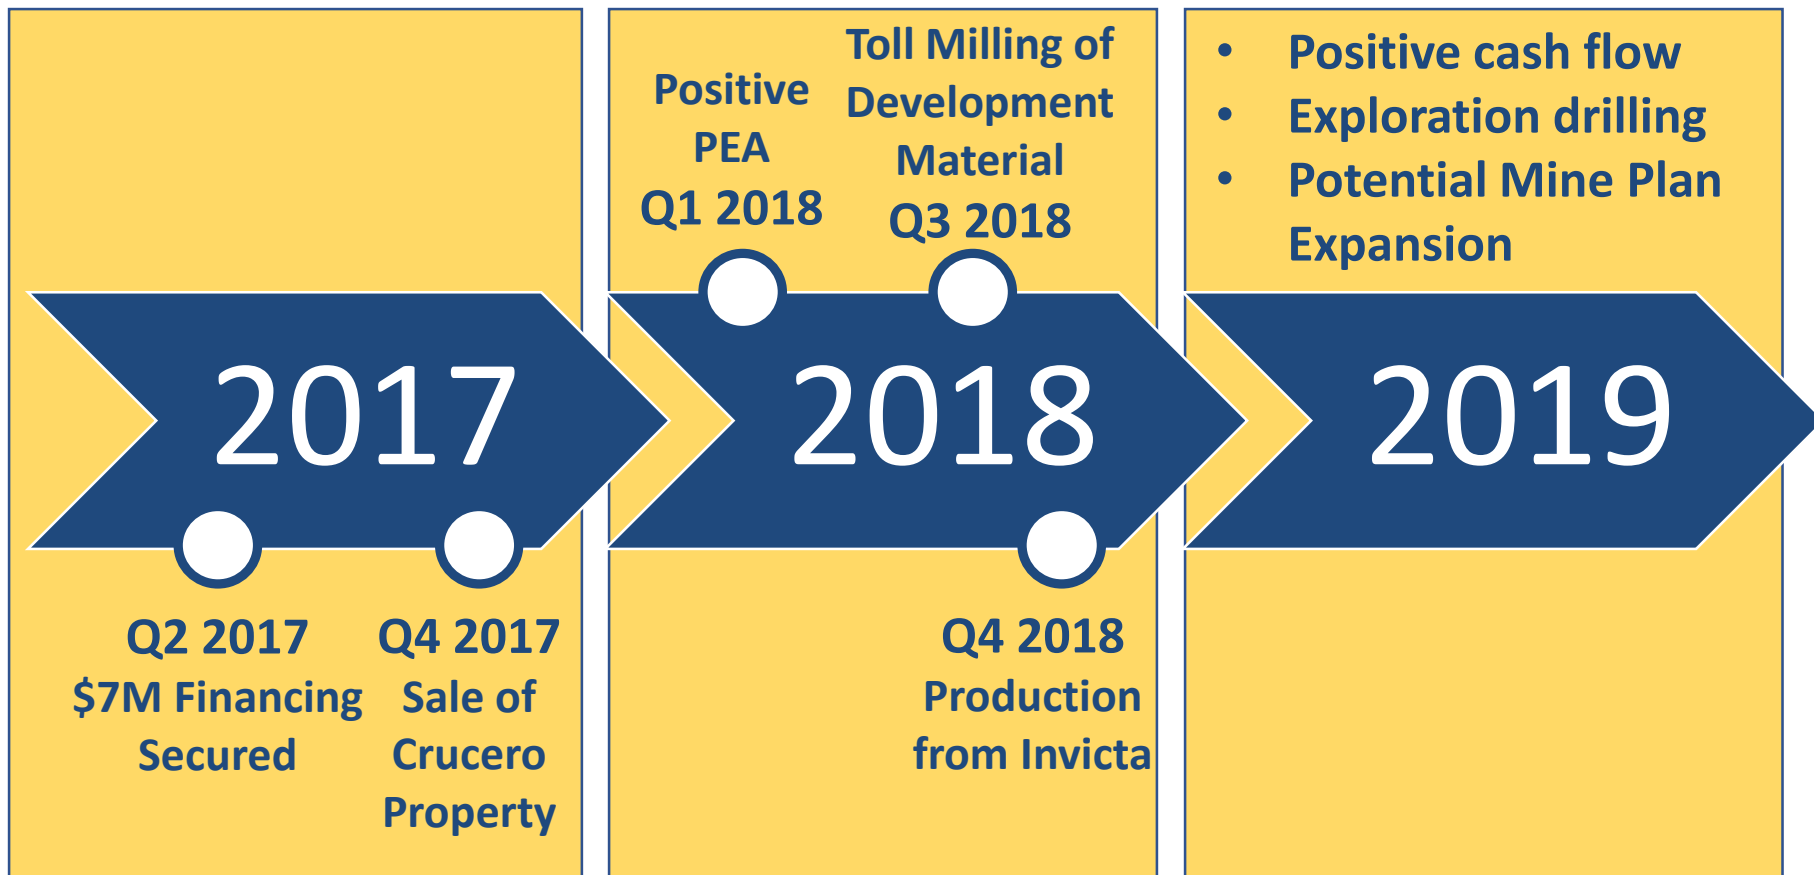 2017
Q2 2017
$7M Financing
Secured
Q4 2017
Sale of
Crucero
Property
Positive
PEA
Q1 2018
Toll Milling of
Development
Material
Q3 2018
2018
Q4 2018
Production
from Invicta
• Positive cash flow
• Exploration drilling
• Potential Mine Plan
Expansion
2019